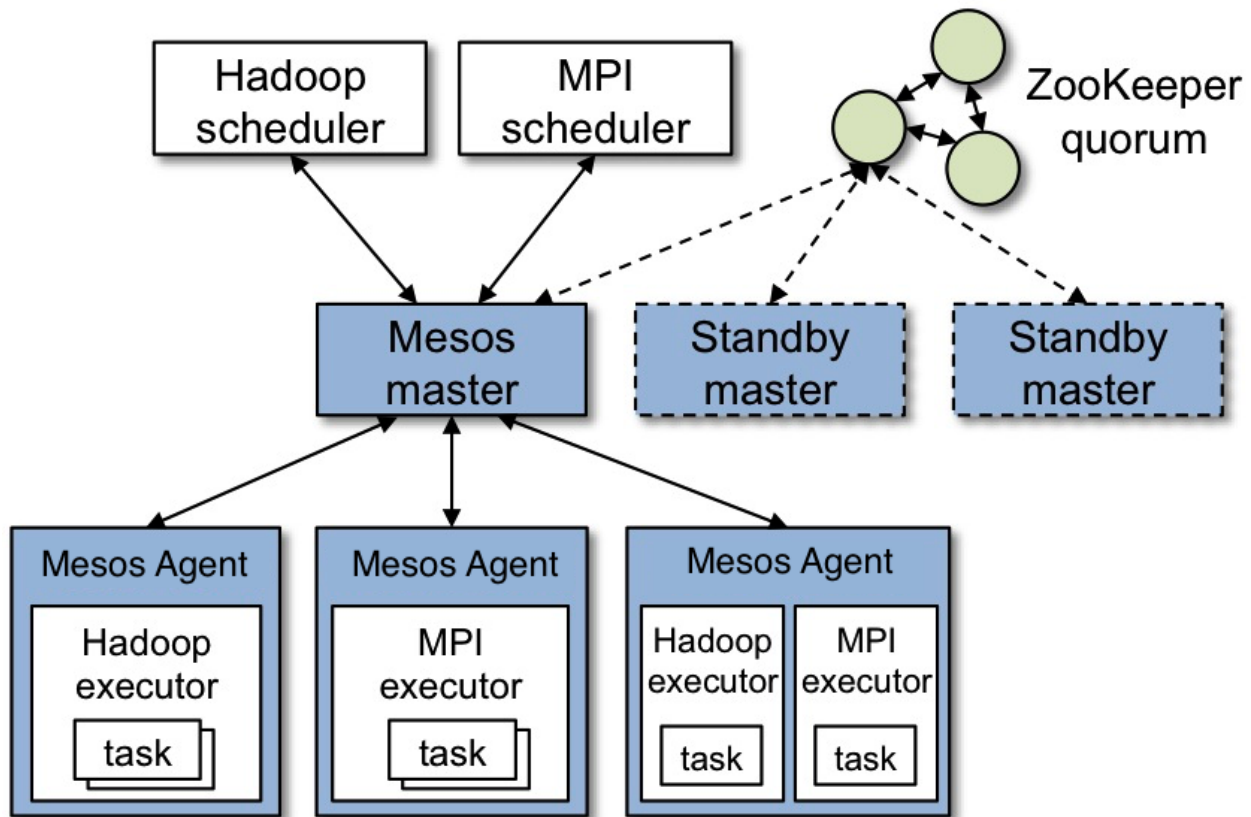 Hadoop
scheduler
MPI
scheduler
ZooKeeper
quorum
Mesos
master
Standby
master
Standby
master
Mesos Agent
Hadoop
executor
task
Mesos Agent
MPI
executor
task
Mesos Agent
Hadoop
executor
task
MPI
executor
task